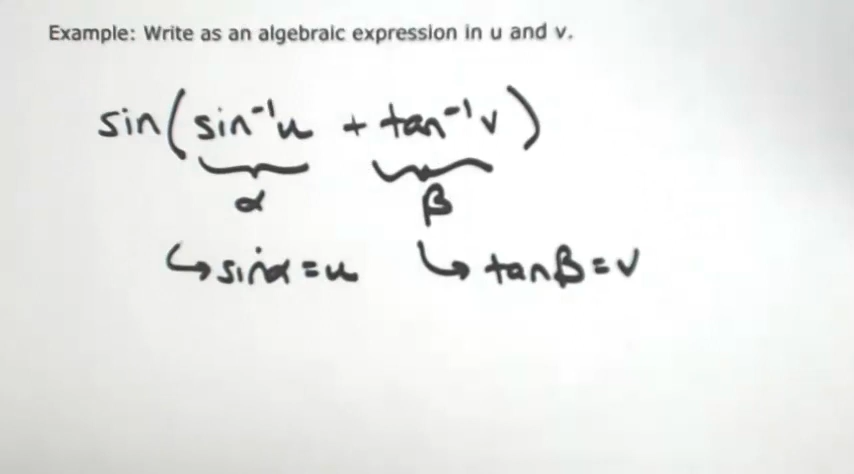 Example: Write as an algebraic expression in u and v.
sin(sin⁻¹u + tan⁻¹v)
α β
↳ sinα = u ↳ tanβ = v